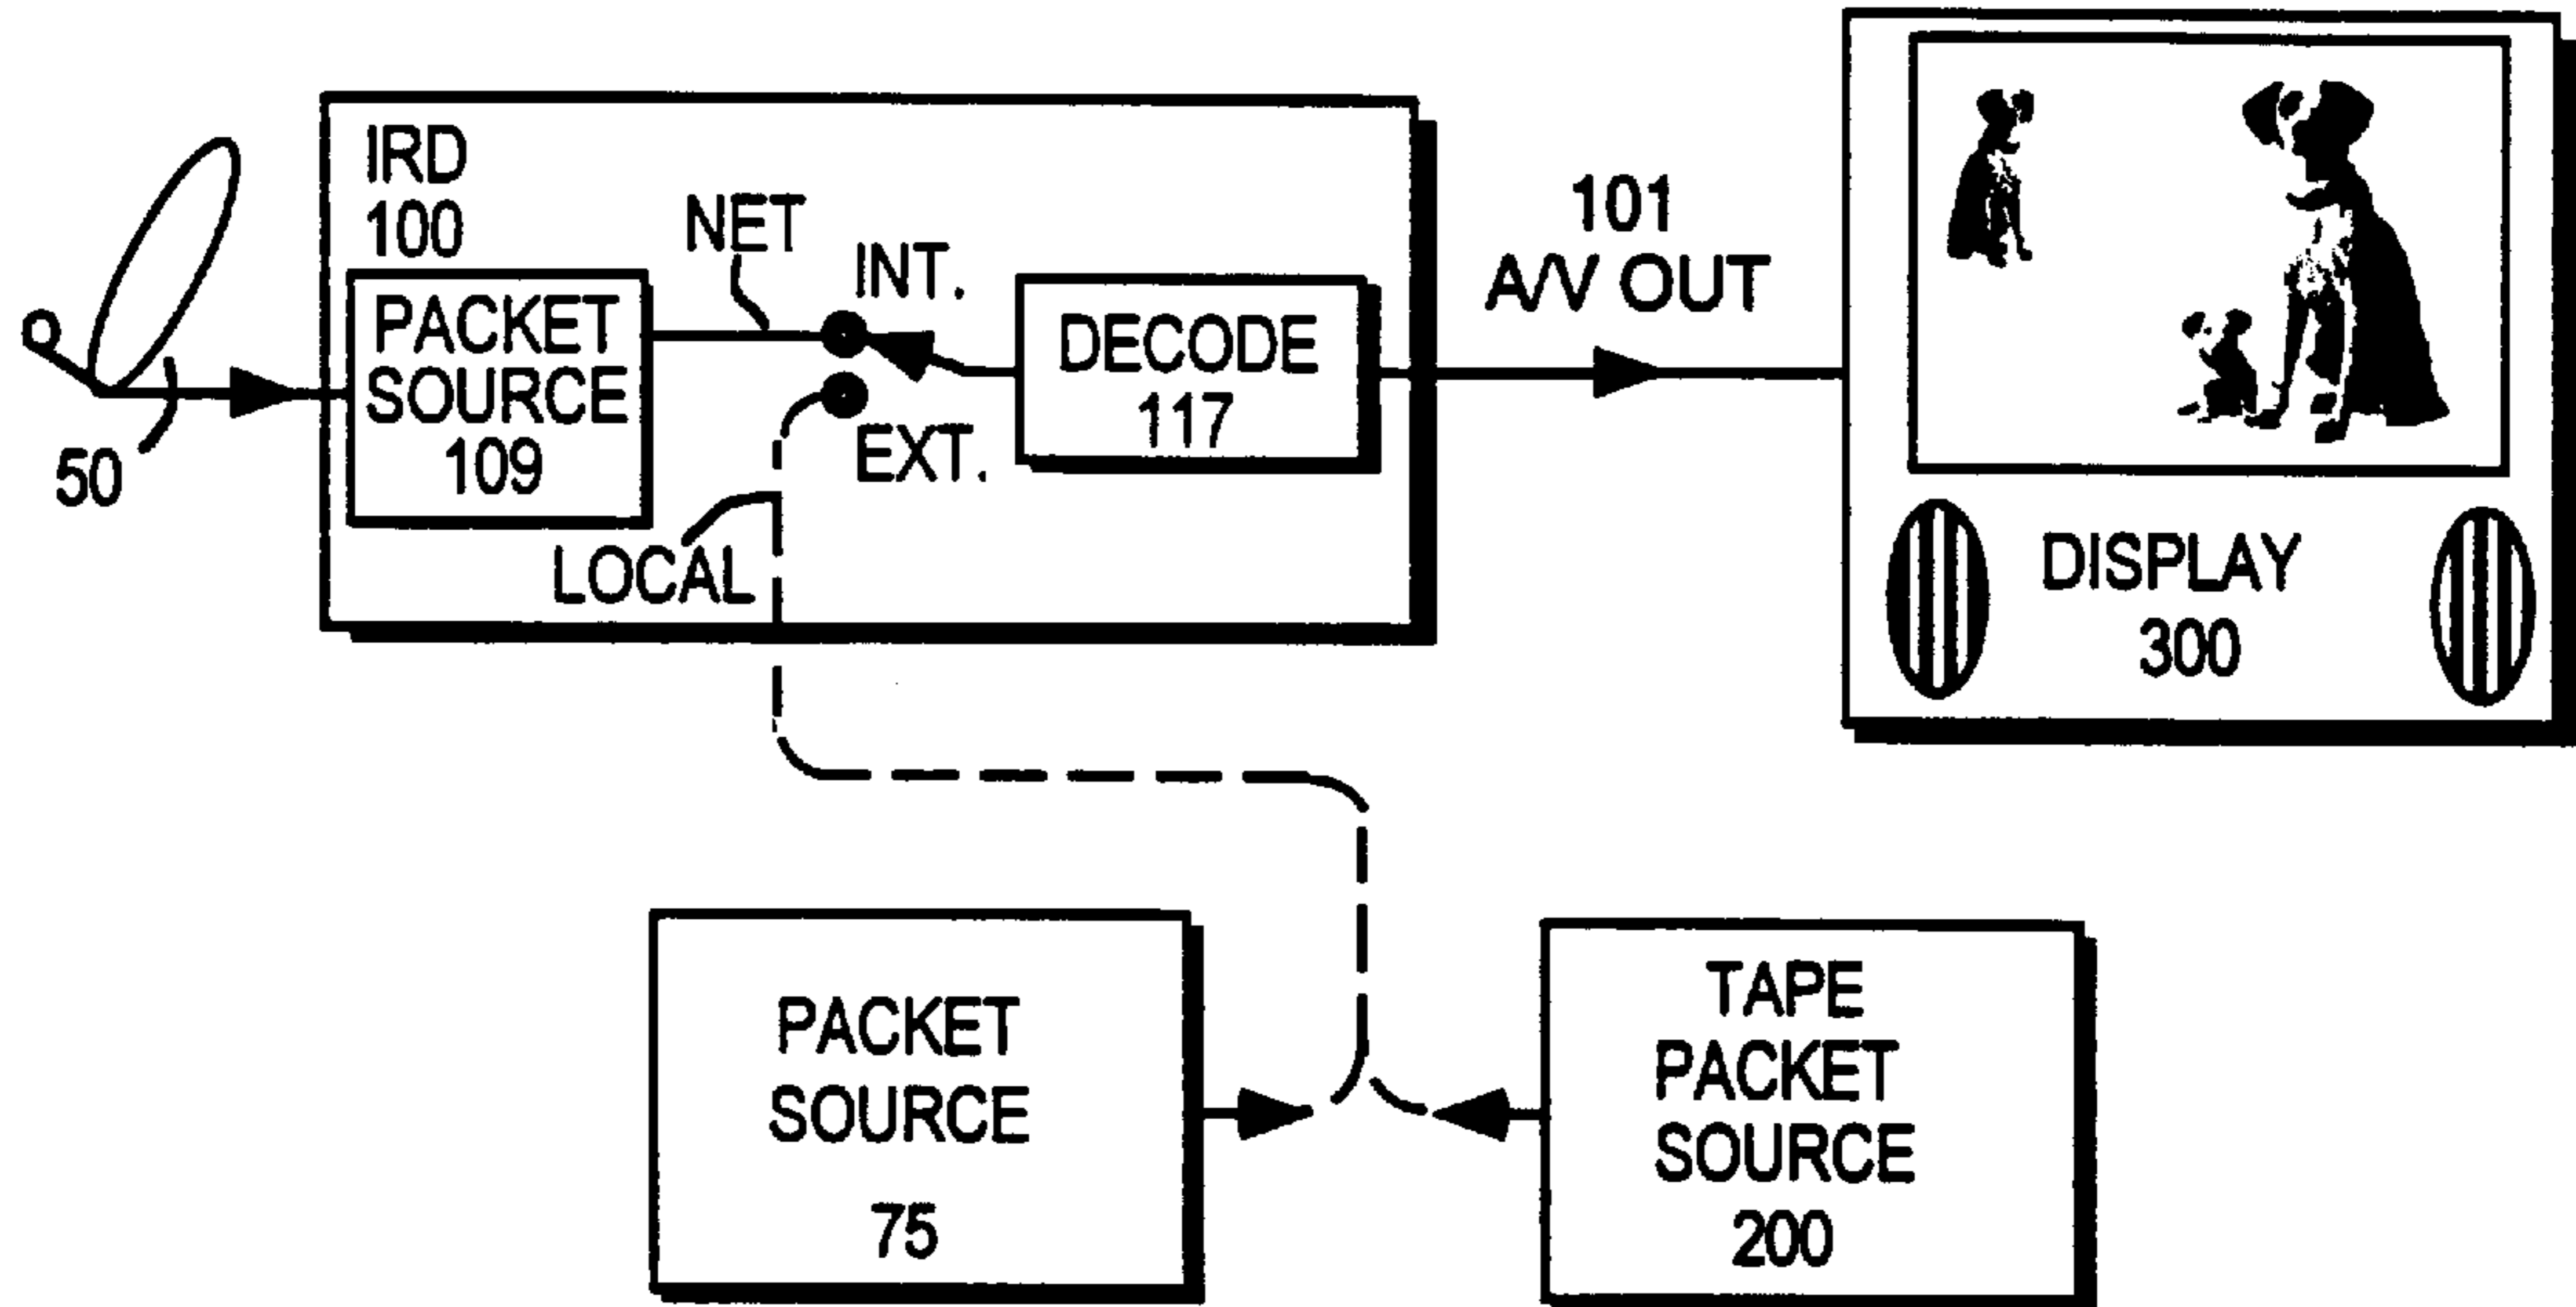 IRD
100
PACKET
SOURCE
109
50
NET
INT.
EXT.
LOCAL
DECODE
117
101
A/V OUT
DISPLAY
300
PACKET
SOURCE
75
TAPE
PACKET
SOURCE
200